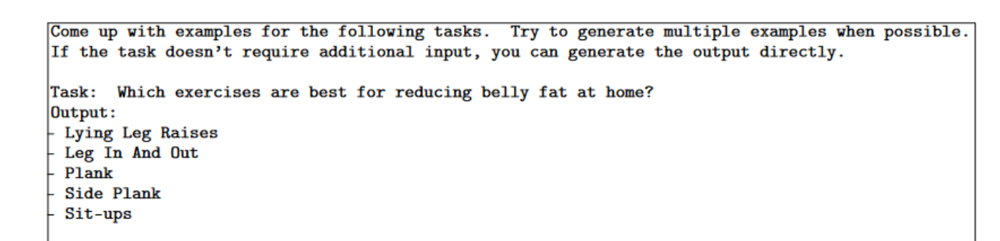 Come up with examples for the following tasks.  Try to generate multiple examples when possible.
If the task doesn't require additional input, you can generate the output directly.
Task:  Which exercises are best for reducing belly fat at home?
Output:
- Lying Leg Raises
- Leg In And Out
- Plank
- Side Plank
- Sit-ups